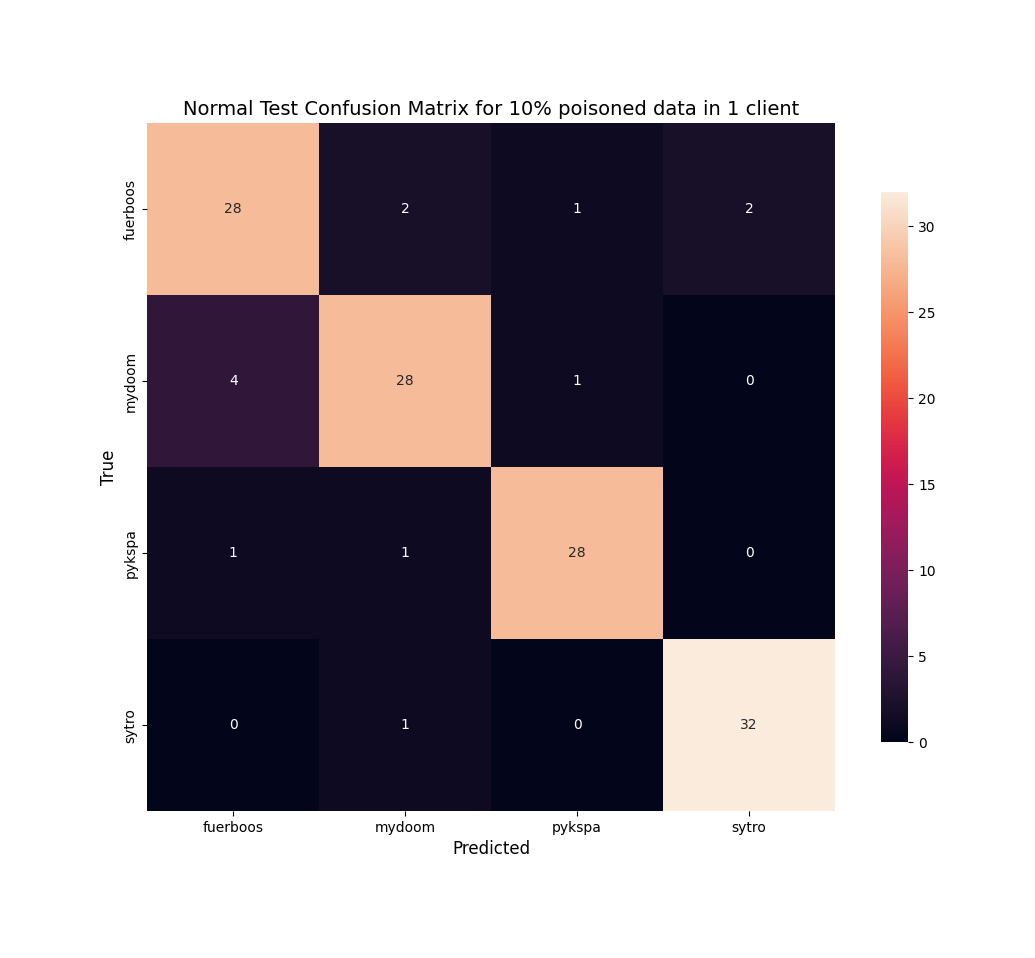 Normal Test Confusion Matrix for 10% poisoned data in 1 client
fuerboos
28 2 1 2
mydoom
4 28 1 0
pykspa
1 1 28 0
sytro
0 1 0 32
True
fuerboos mydoom pykspa sytro
Predicted
30
25
20
15
10
5
0